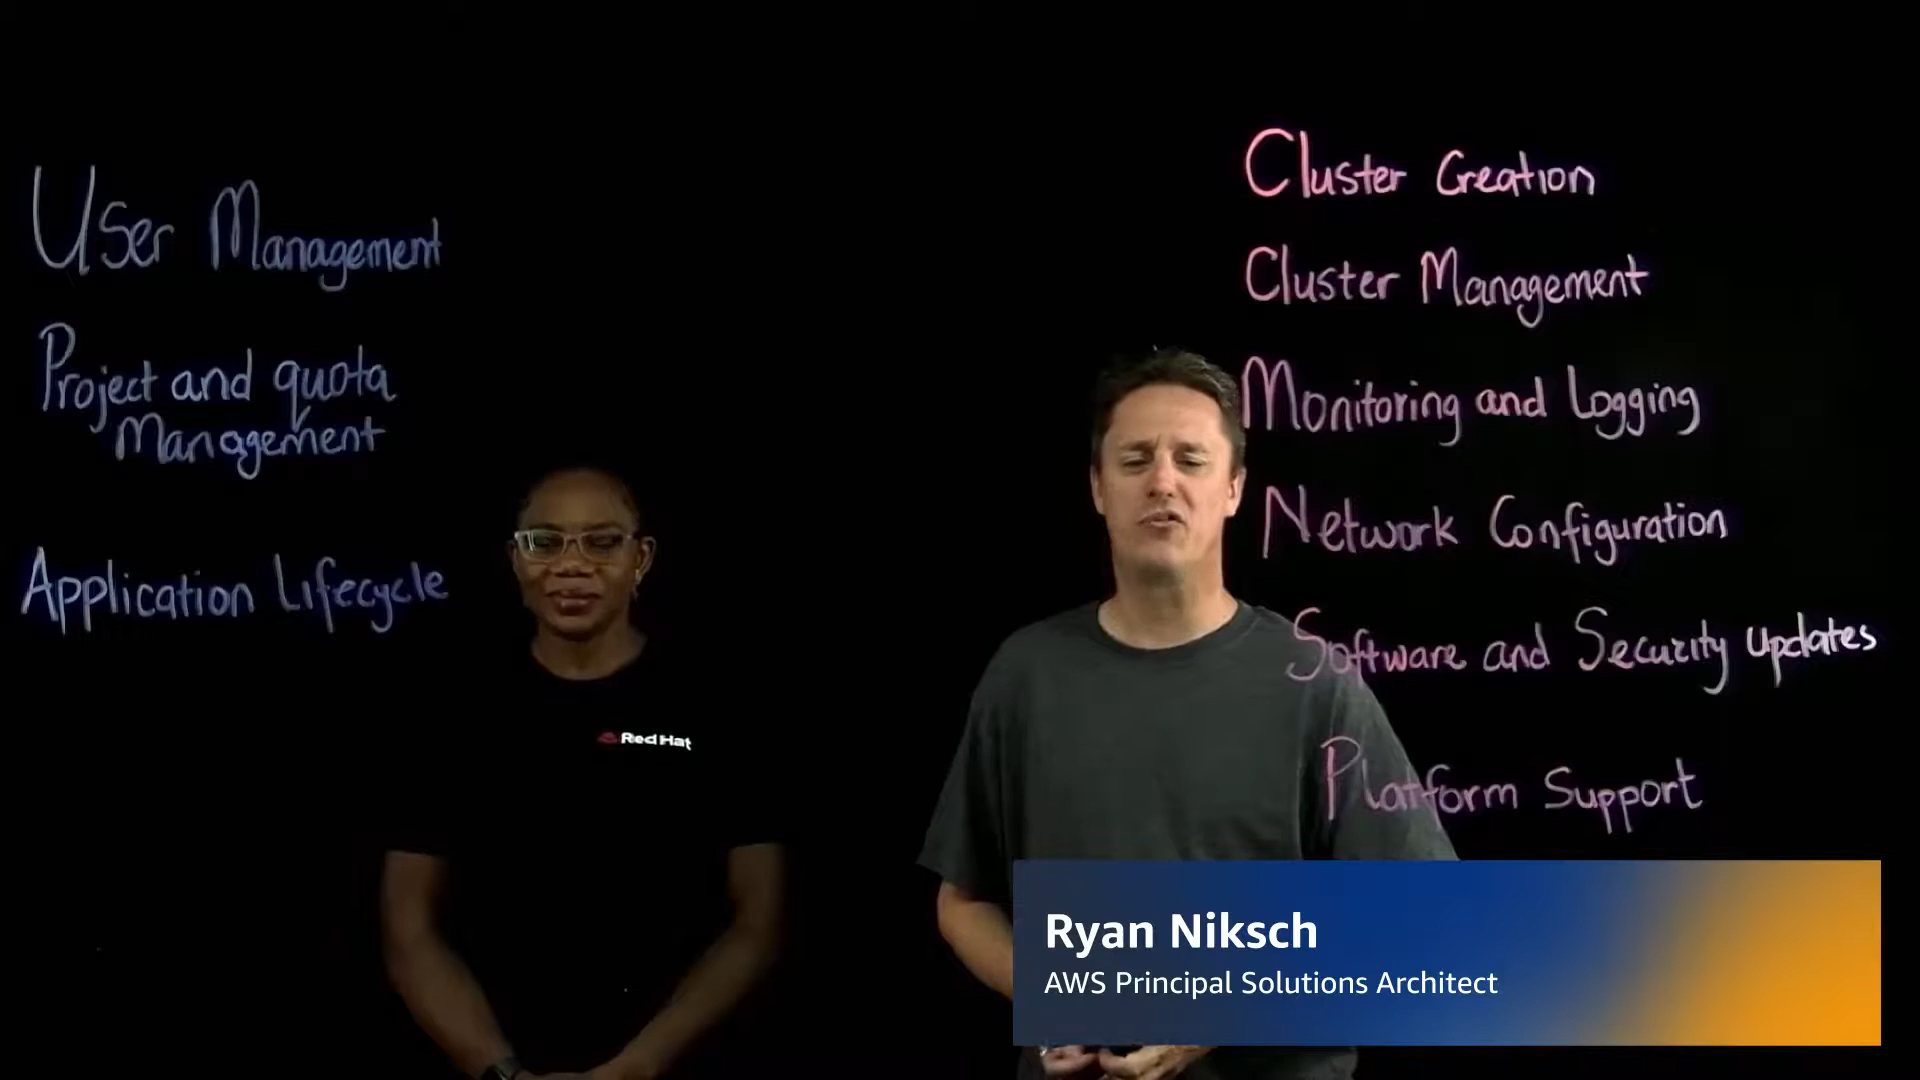 User Management
Project and quota
Management
Application Lifecycle
Red Hat
Cluster Creation
Cluster Management
Monitoring and Logging
Network Configuration
Software and Security updates
Platform Support
Ryan Niksch
AWS Principal Solutions Architect